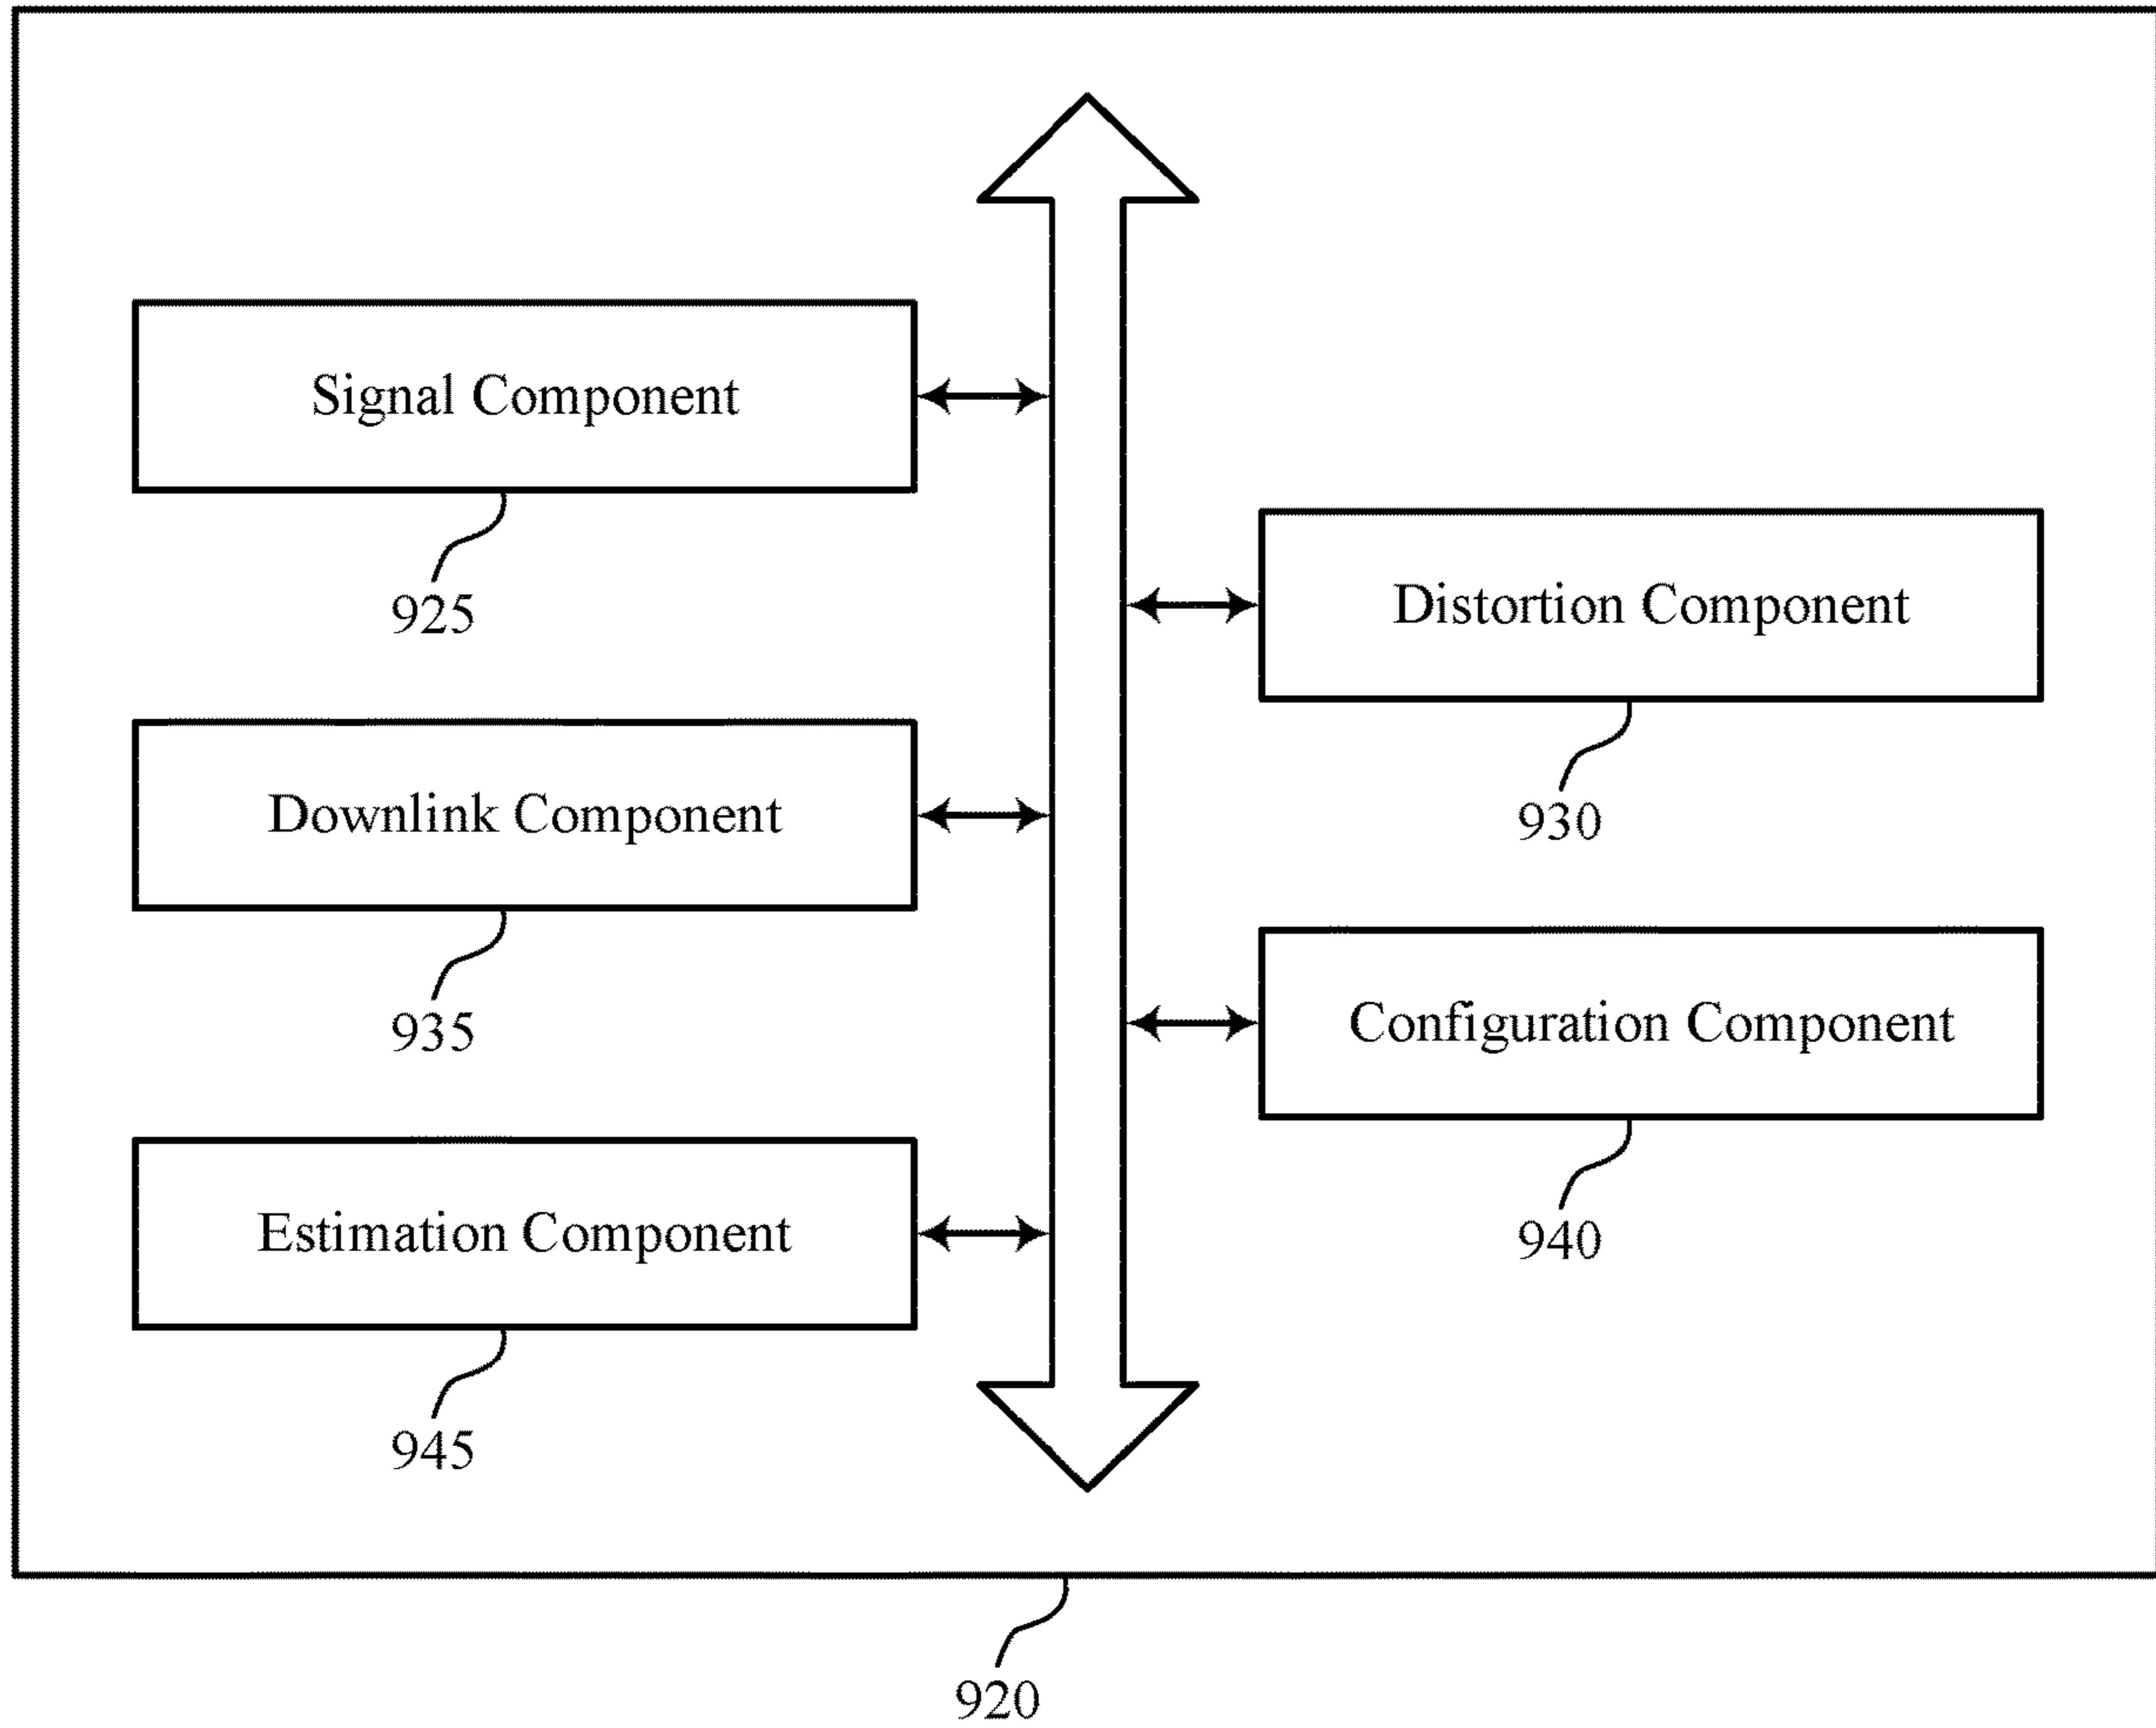 Signal Component
925
Distortion Component
930
Downlink Component
935
Configuration Component
940
Estimation Component
945
920